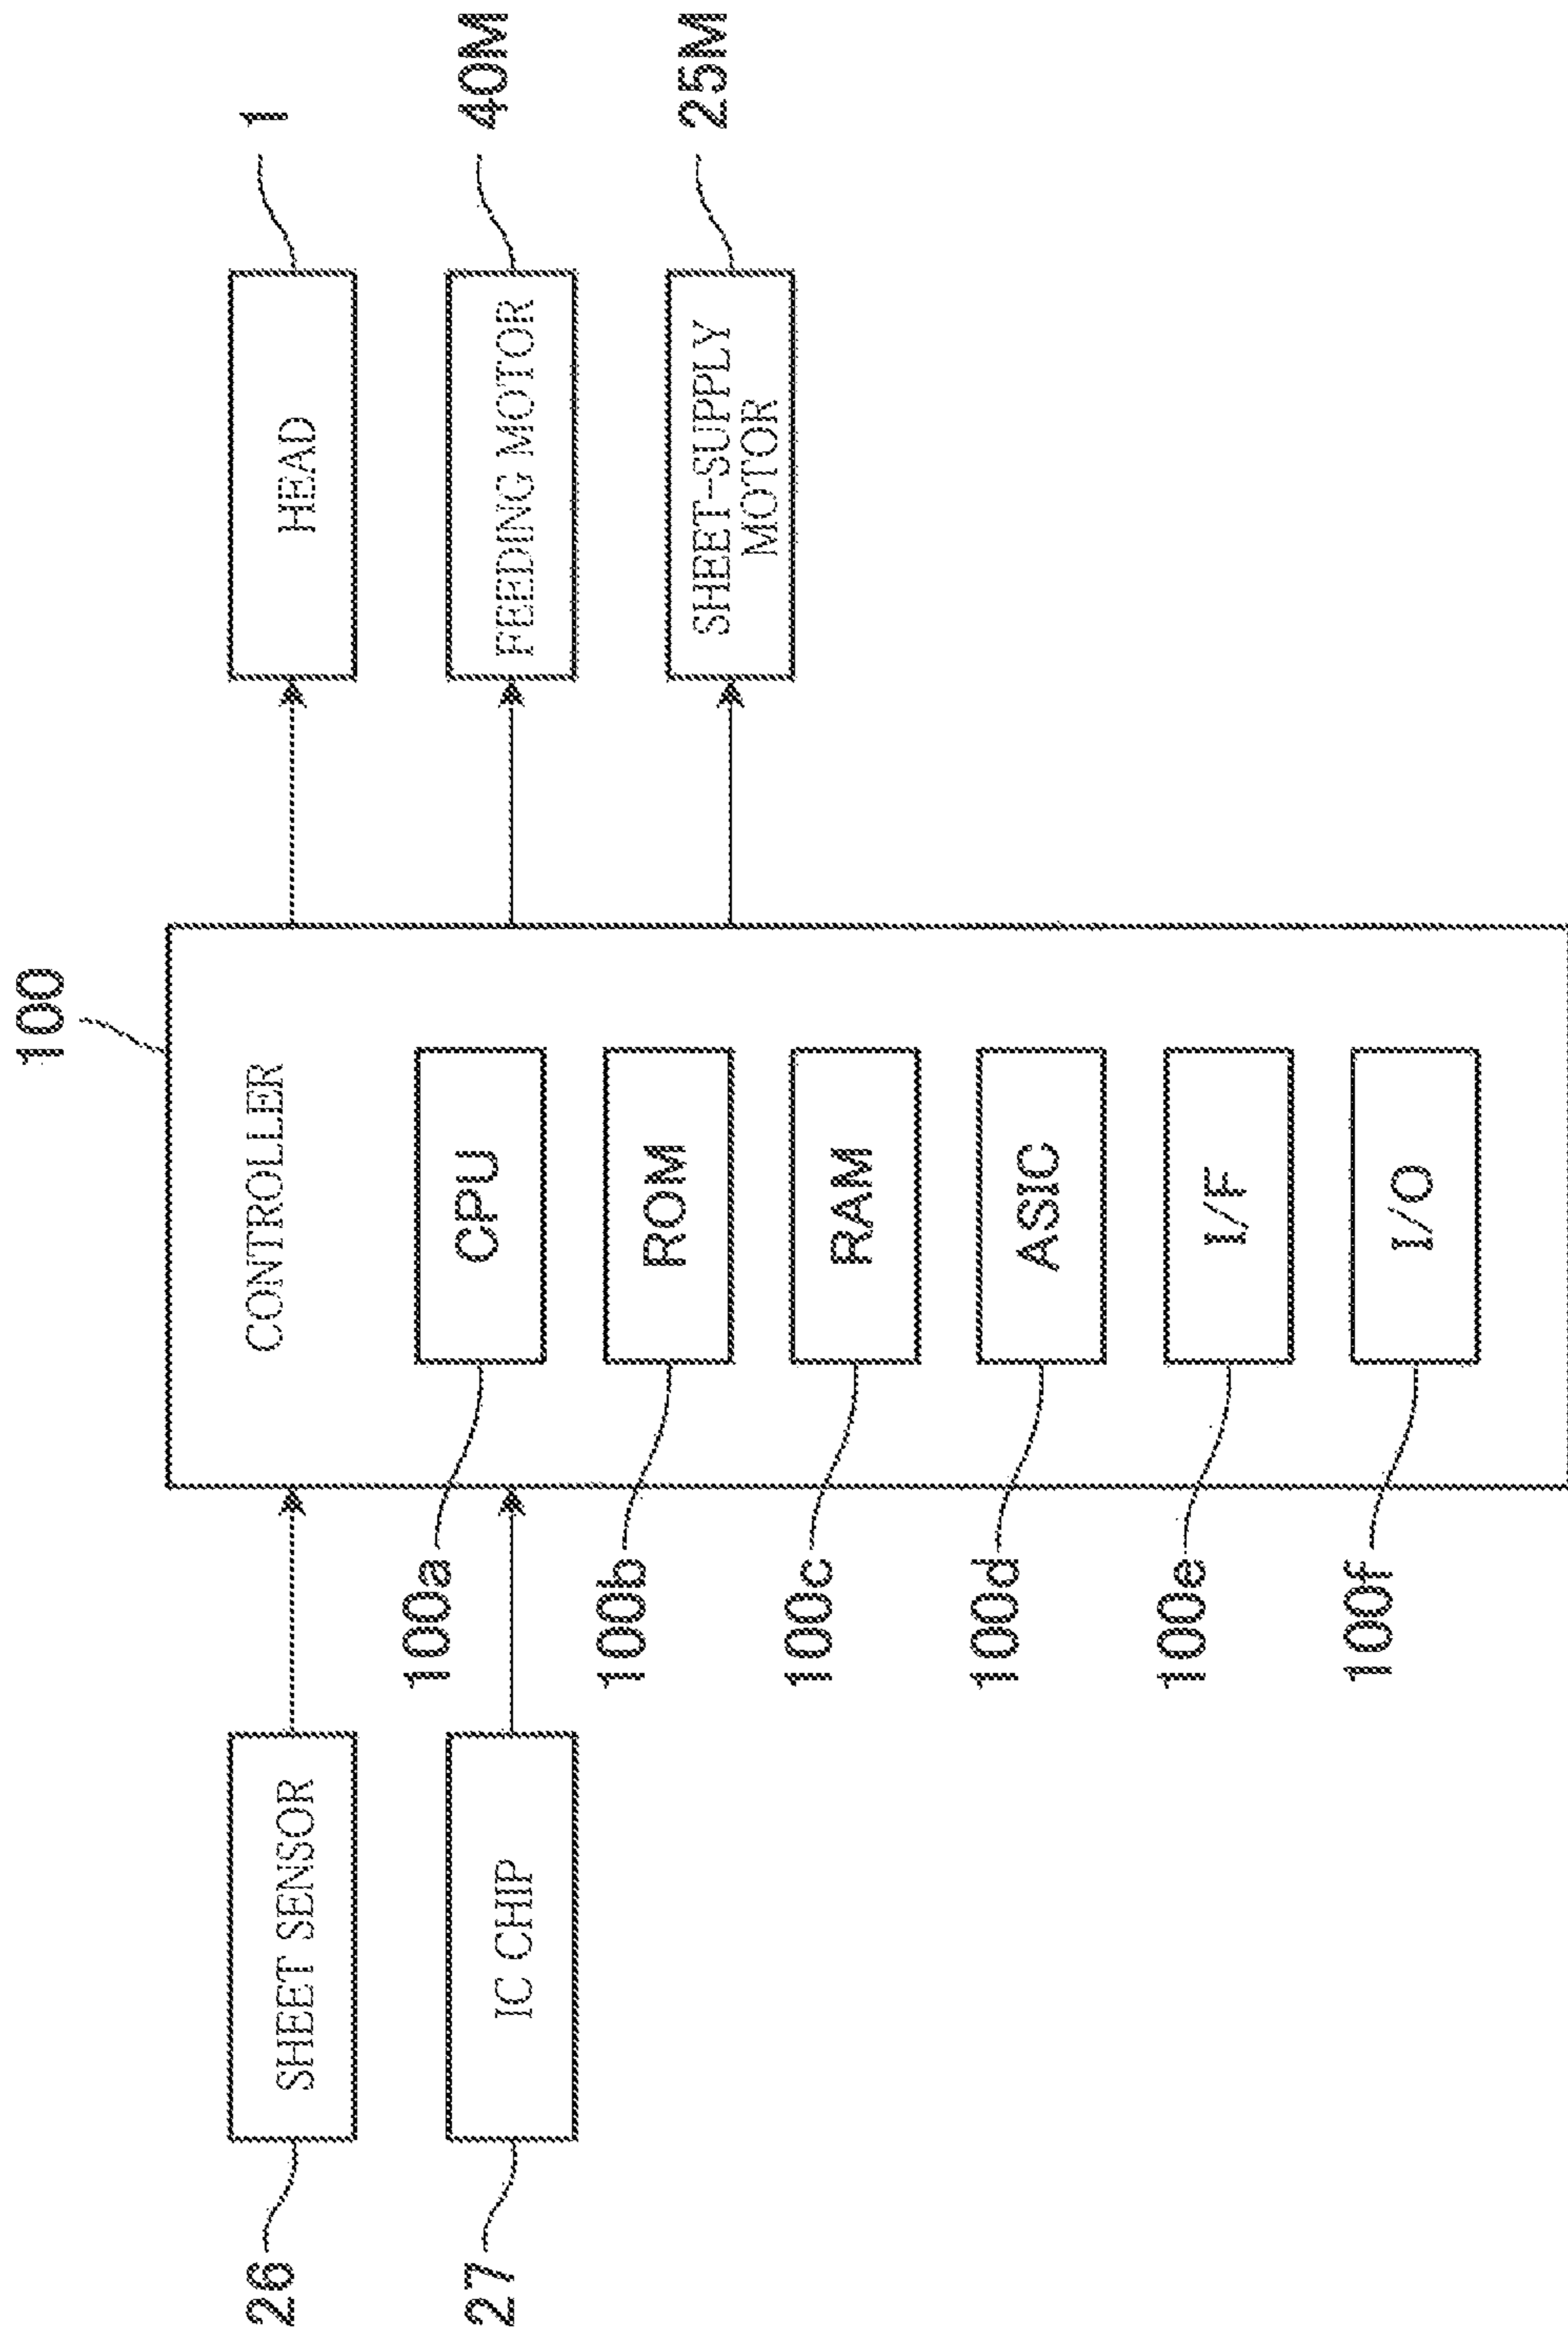 100
26
SHEET SENSOR
27
IC CHIP
CONTROLLER
100a
CPU
100b
ROM
100c
RAM
100d
ASIC
100e
I/F
100f
I/O
HEAD
1
FEEDING MOTOR
40M
SHEET-SUPPLY
MOTOR
25M